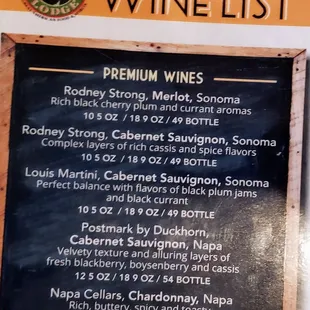 LODGE
WINE LIST
PREMIUM WINES
Rodney Strong, Merlot, Sonoma
Rich black cherry plum and currant aromas
10 5 OZ / 18 9 OZ / 49 BOTTLE
Rodney Strong, Cabernet Sauvignon, Sonoma
Complex layers of rich cassis and spice flavors
10 5 OZ / 18 9 OZ / 49 BOTTLE
Louis Martini, Cabernet Sauvignon, Sonoma
Perfect balance with flavors of black plum jams
and black currant
10 5 OZ / 18 9 OZ / 49 BOTTLE
Postmark by Duckhorn,
Cabernet Sauvignon, Napa
Velvety texture and alluring layers of
fresh blackberry, boysenberry and cassis
12 5 OZ / 18 9 OZ / 54 BOTTLE
Napa Cellars, Chardonnay, Napa
Rich, buttery, spicy and toasty